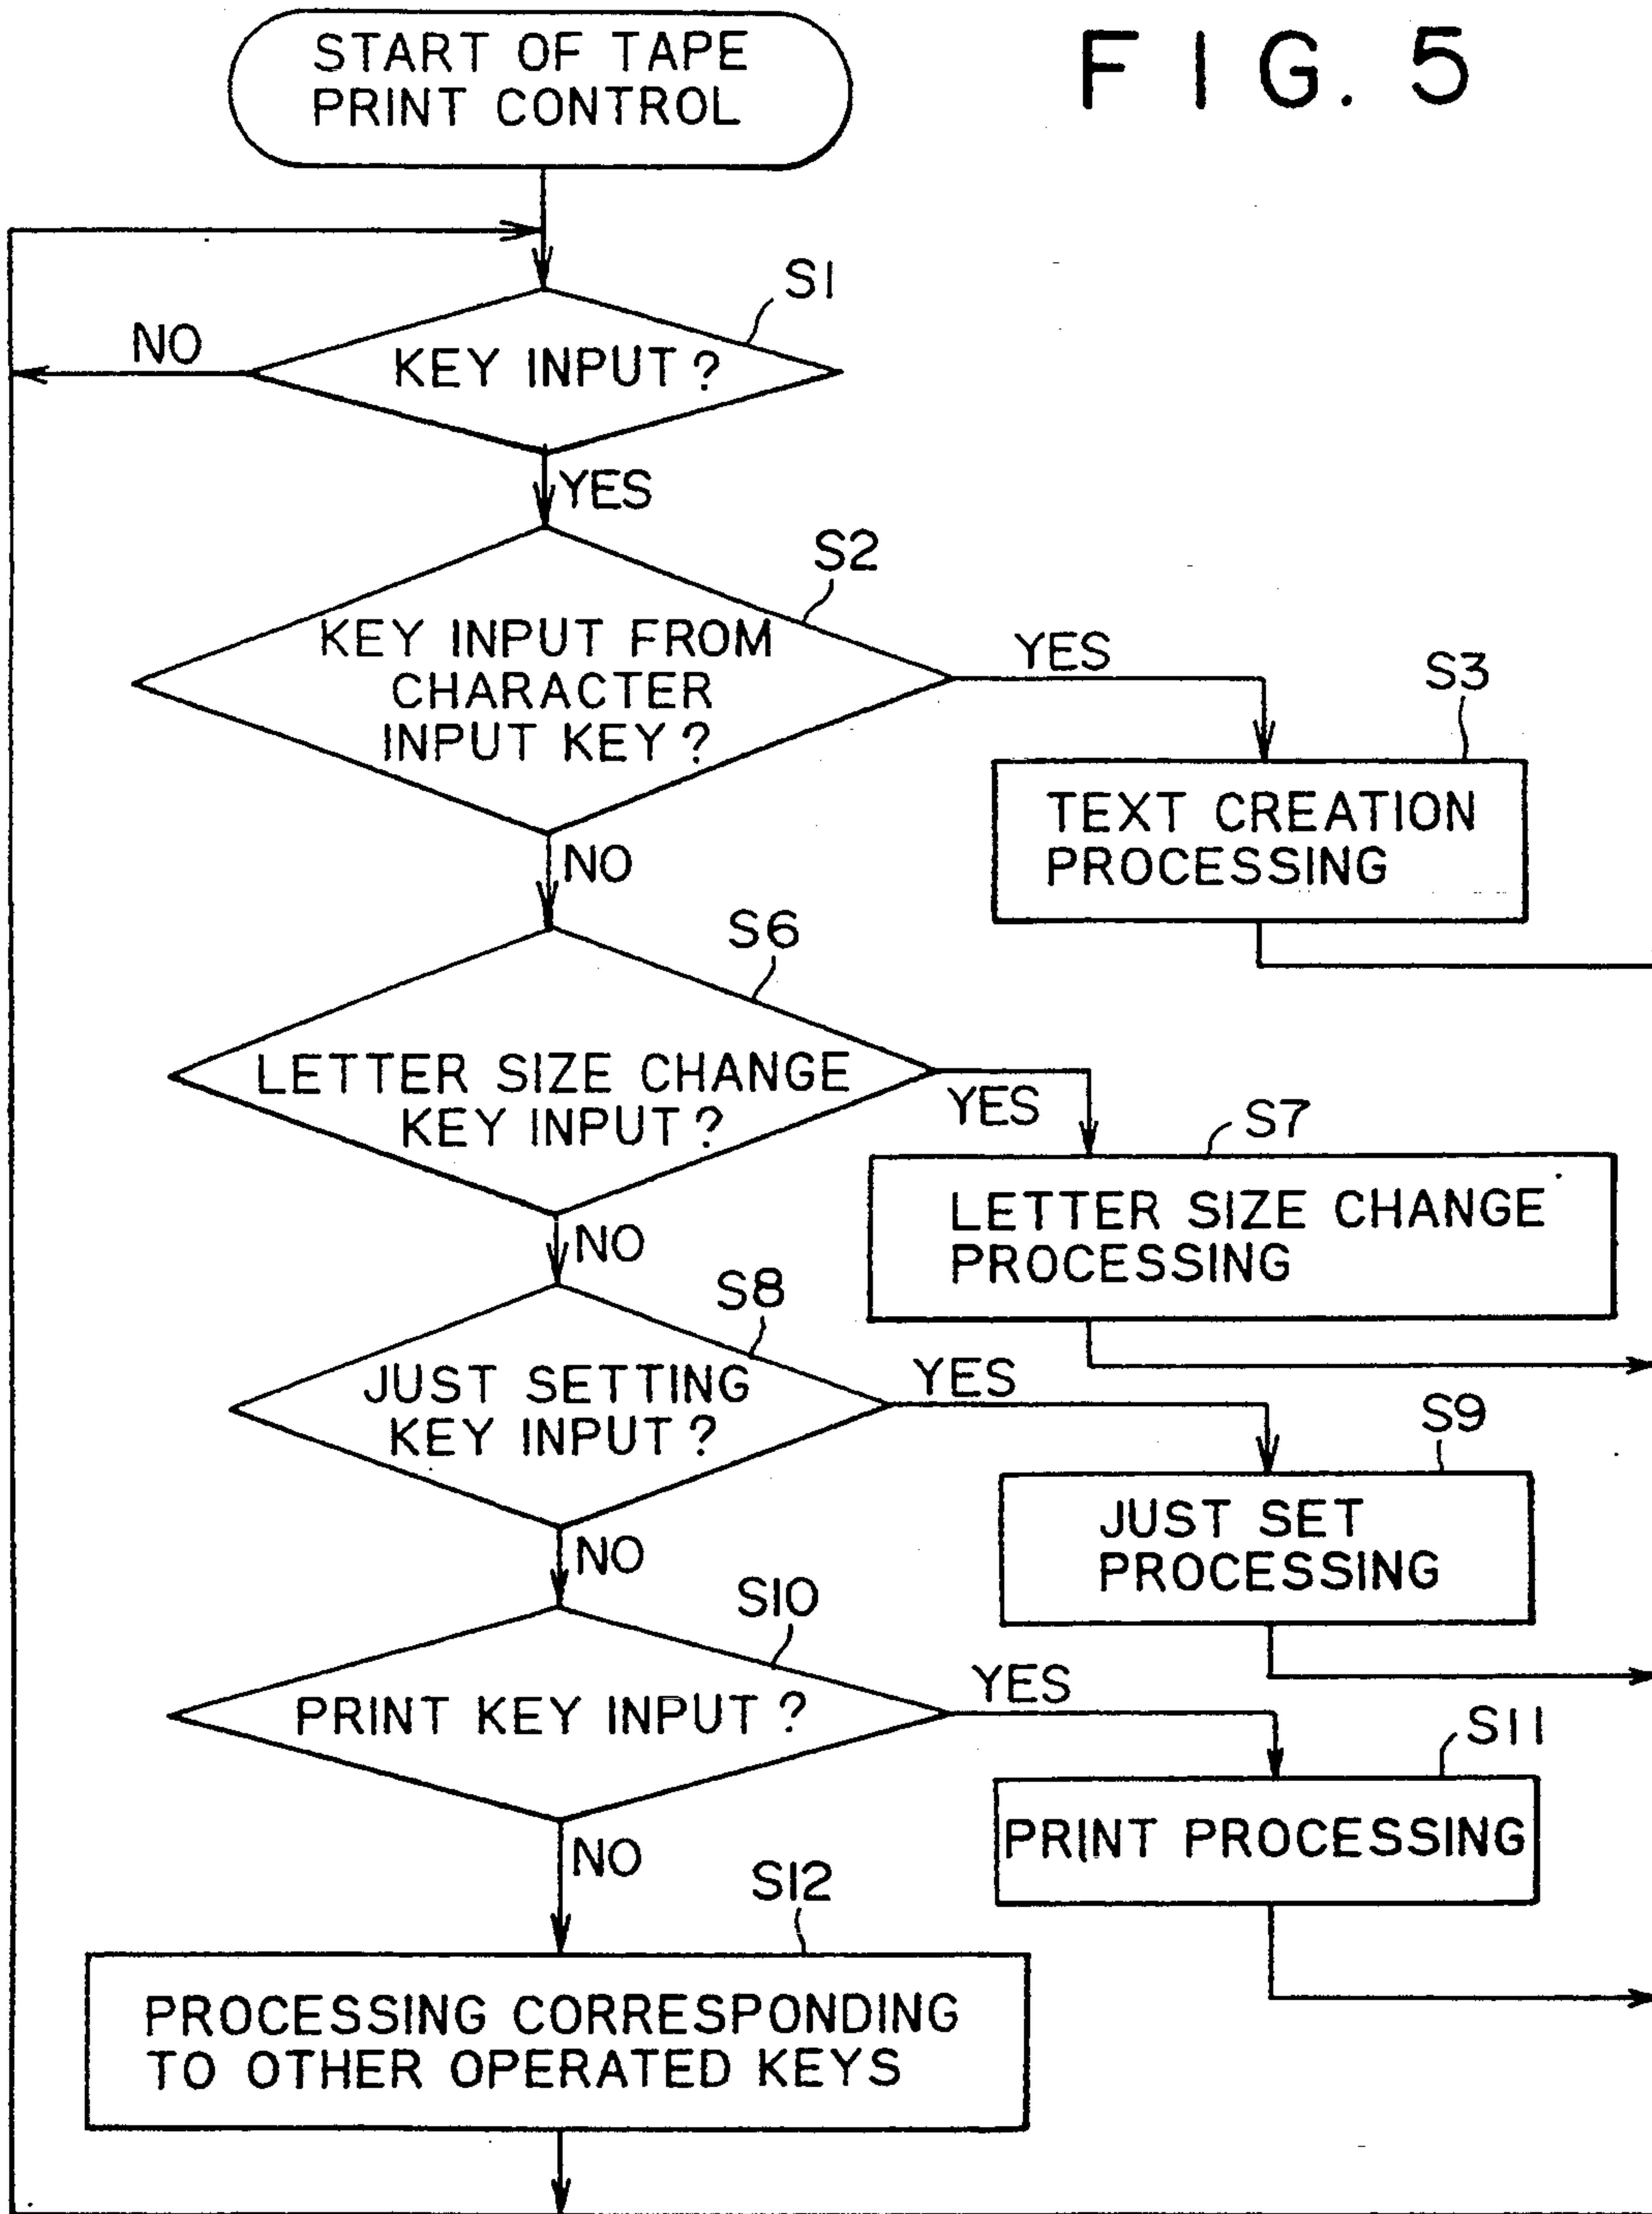 FIG. 5
START OF TAPE
PRINT CONTROL
S1
NO
KEY INPUT?
YES
S2
KEY INPUT FROM
CHARACTER
INPUT KEY?
YES
S3
TEXT CREATION
PROCESSING
NO
S6
LETTER SIZE CHANGE
KEY INPUT?
YES
S7
LETTER SIZE CHANGE
PROCESSING
NO
S8
JUST SETTING
KEY INPUT?
YES
S9
JUST SET
PROCESSING
NO
S10
PRINT KEY INPUT?
YES
S11
PRINT PROCESSING
NO
S12
PROCESSING CORRESPONDING
TO OTHER OPERATED KEYS